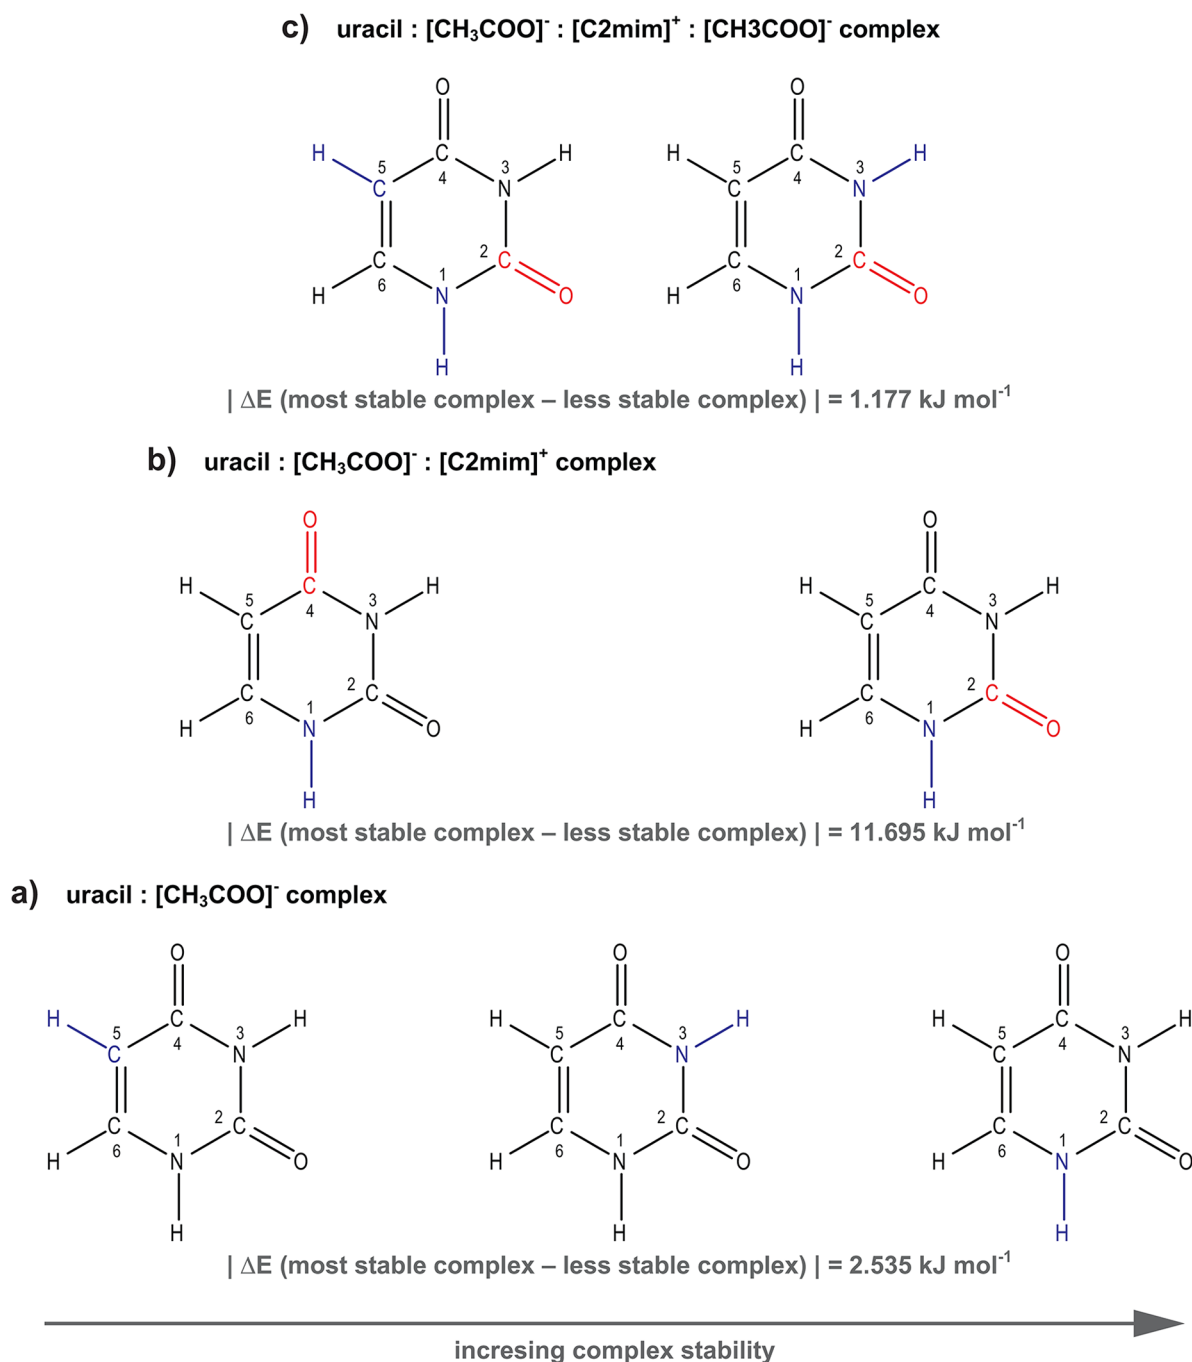 c) uracil : [CH₃COO]⁻ : [C2mim]⁺ : [CH3COO]⁻ complex
O O
H 5 C 3 H H 5 C 3 H
C 4 N C 4 N
C 2 C C 2 C
H 6 1 N O H 6 1 N O
H H
| ΔE (most stable complex – less stable complex) | = 1.177 kJ mol⁻¹
b) uracil : [CH₃COO]⁻ : [C2mim]⁺ complex
O O
H 5 C 3 H H 5 C 3 H
C 4 N C 4 N
C 2 C C 2 C
H 6 1 N O H 6 1 N O
H H
| ΔE (most stable complex – less stable complex) | = 11.695 kJ mol⁻¹
a) uracil : [CH₃COO]⁻ complex
O O O
H 5 C 3 H H 5 C 3 H H 5 C 3 H
C 4 N C 4 N C 4 N
C 2 C C 2 C C 2 C
H 6 1 N O H 6 1 N O H 6 1 N O
H H H
| ΔE (most stable complex – less stable complex) | = 2.535 kJ mol⁻¹
incresing complex stability